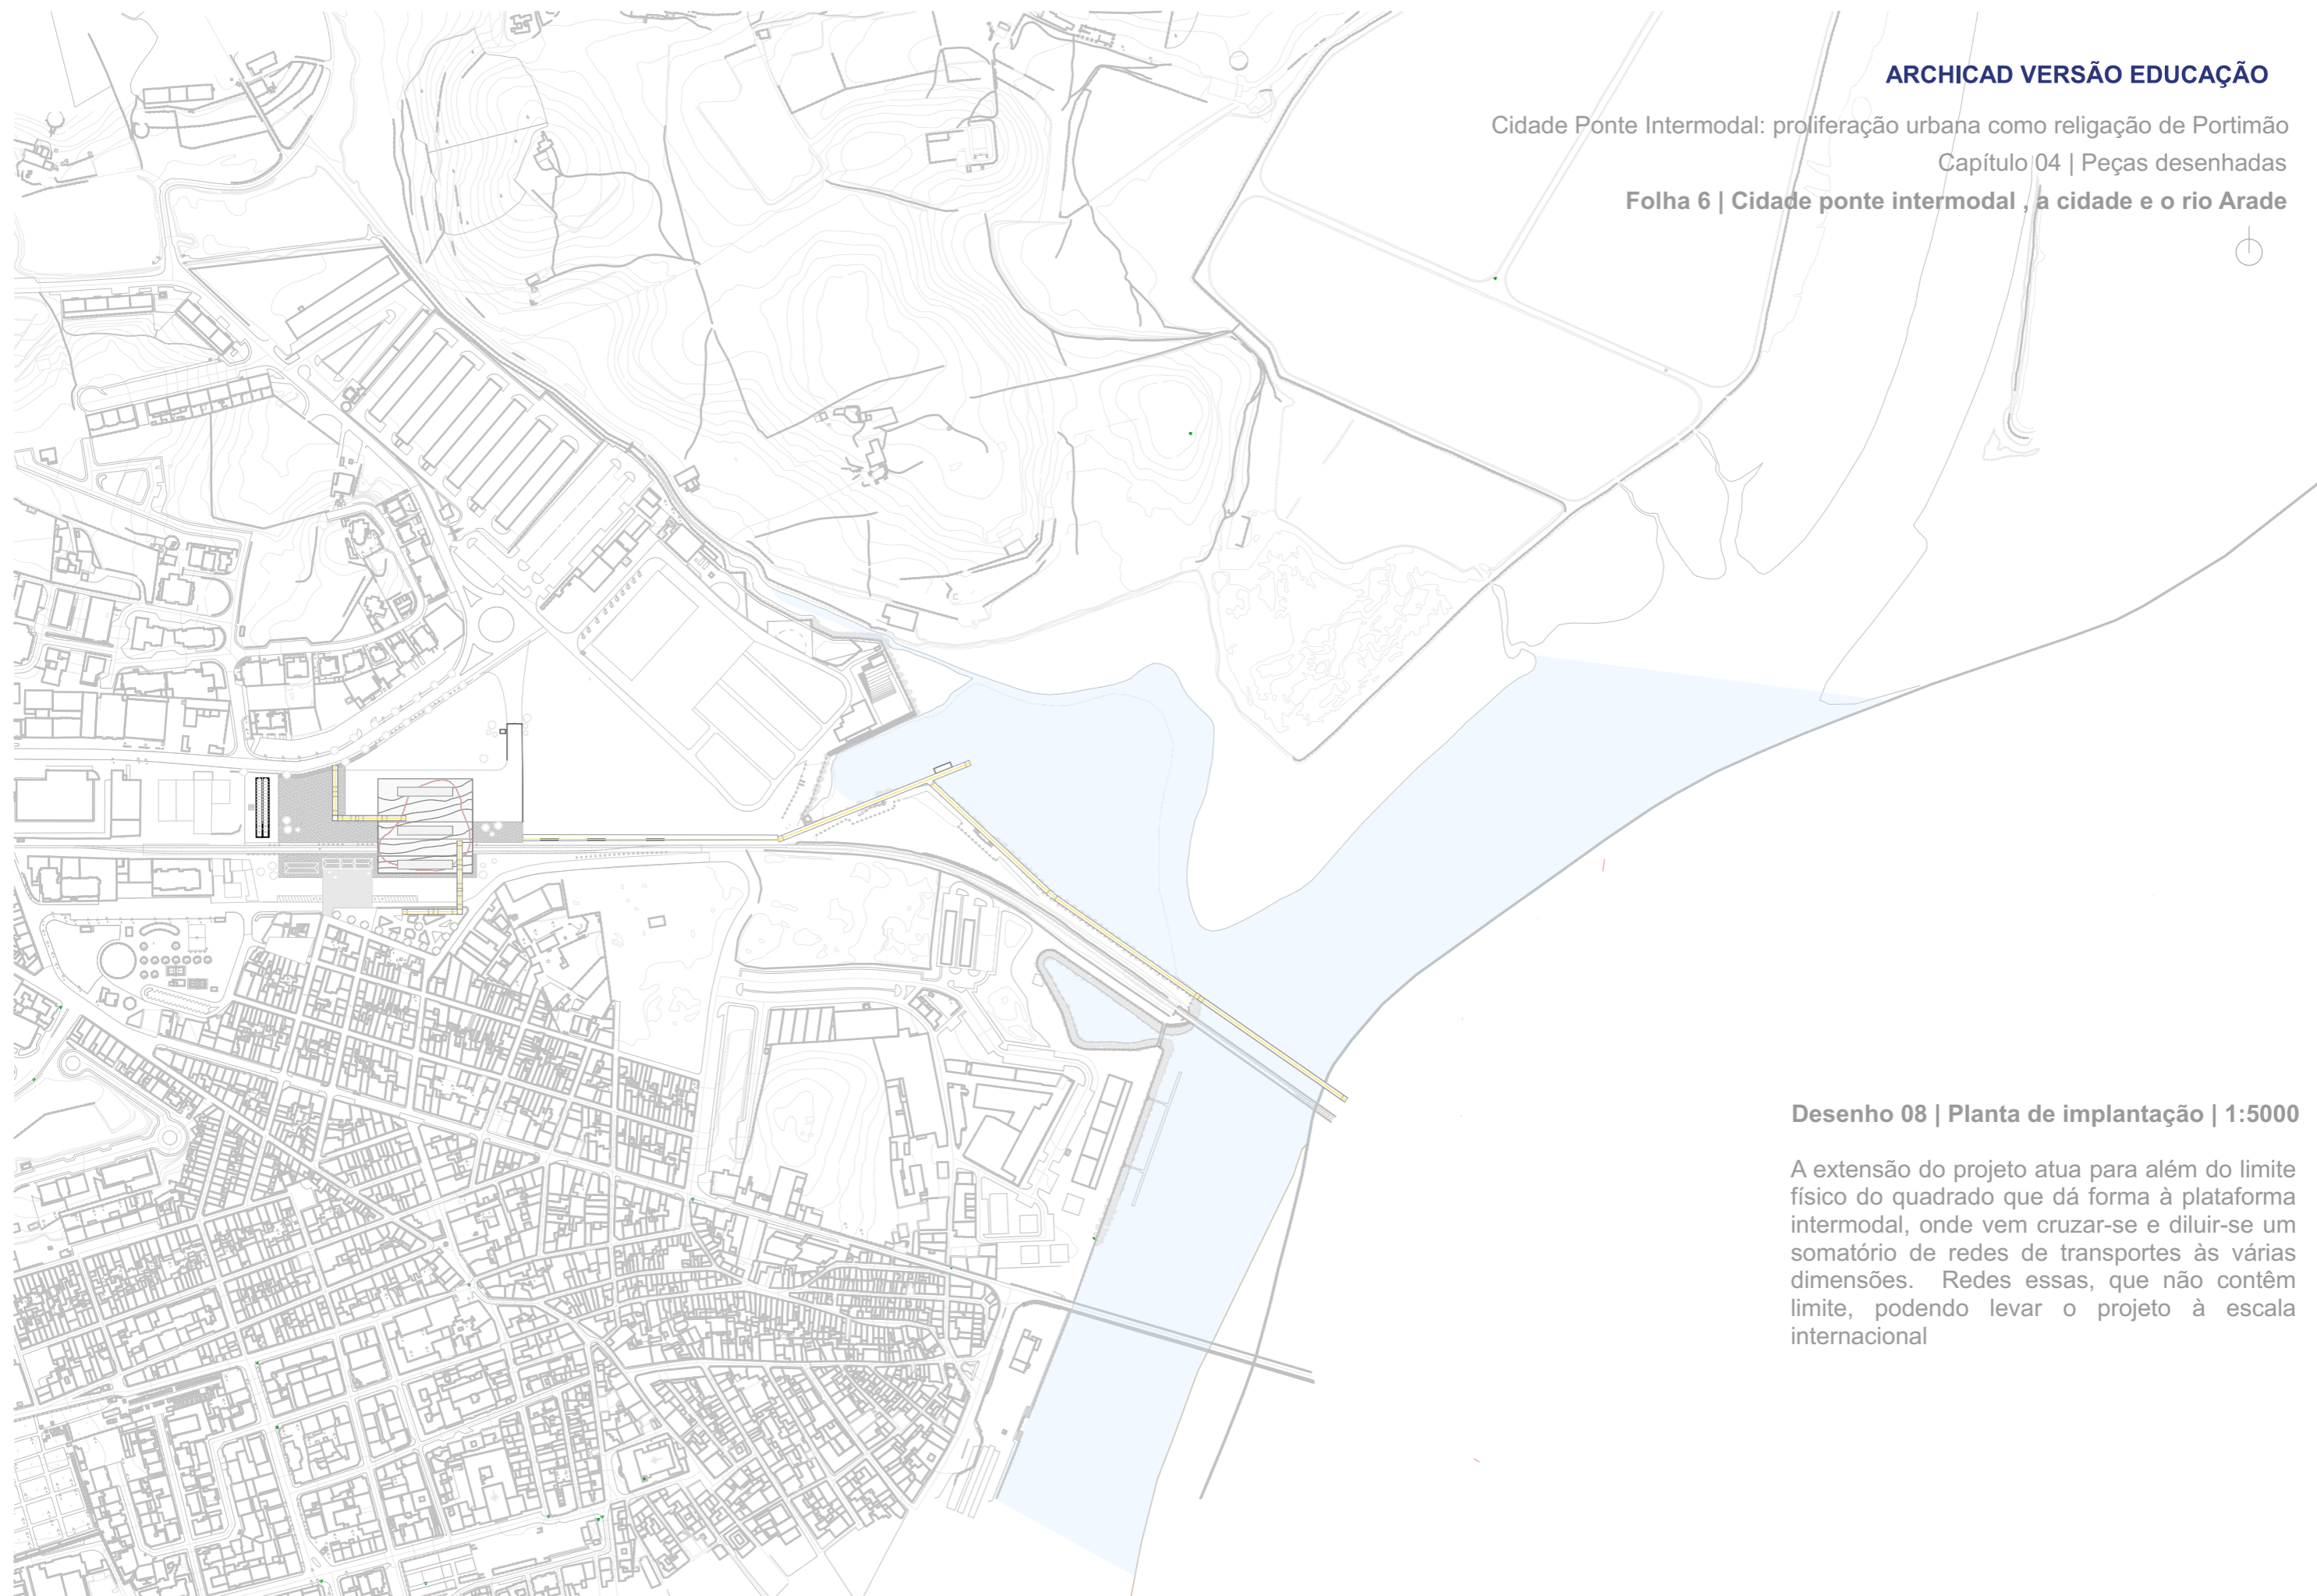 ARCHICAD VERSÃO EDUCAÇÃO
Cidade Ponte Intermodal: proliferação urbana como religação de Portimão
Capítulo 04 | Peças desenhadas
Folha 6 | Cidade ponte intermodal , a cidade e o rio Arade
Desenho 08 | Planta de implantação | 1:5000
A extensão do projeto atua para além do limite
físico do quadrado que dá forma à plataforma
intermodal, onde vem cruzar-se e diluir-se um
somatório de redes de transportes às várias
dimensões. Redes essas, que não contêm
limite, podendo levar o projeto à escala
internacional